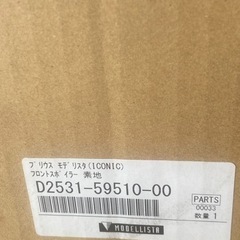 プリウス モデリスタ(ICONIC)
フロントスポイラー 素地
D2531-59510-00
PARTS
00033
数量 1
MODELLISTA